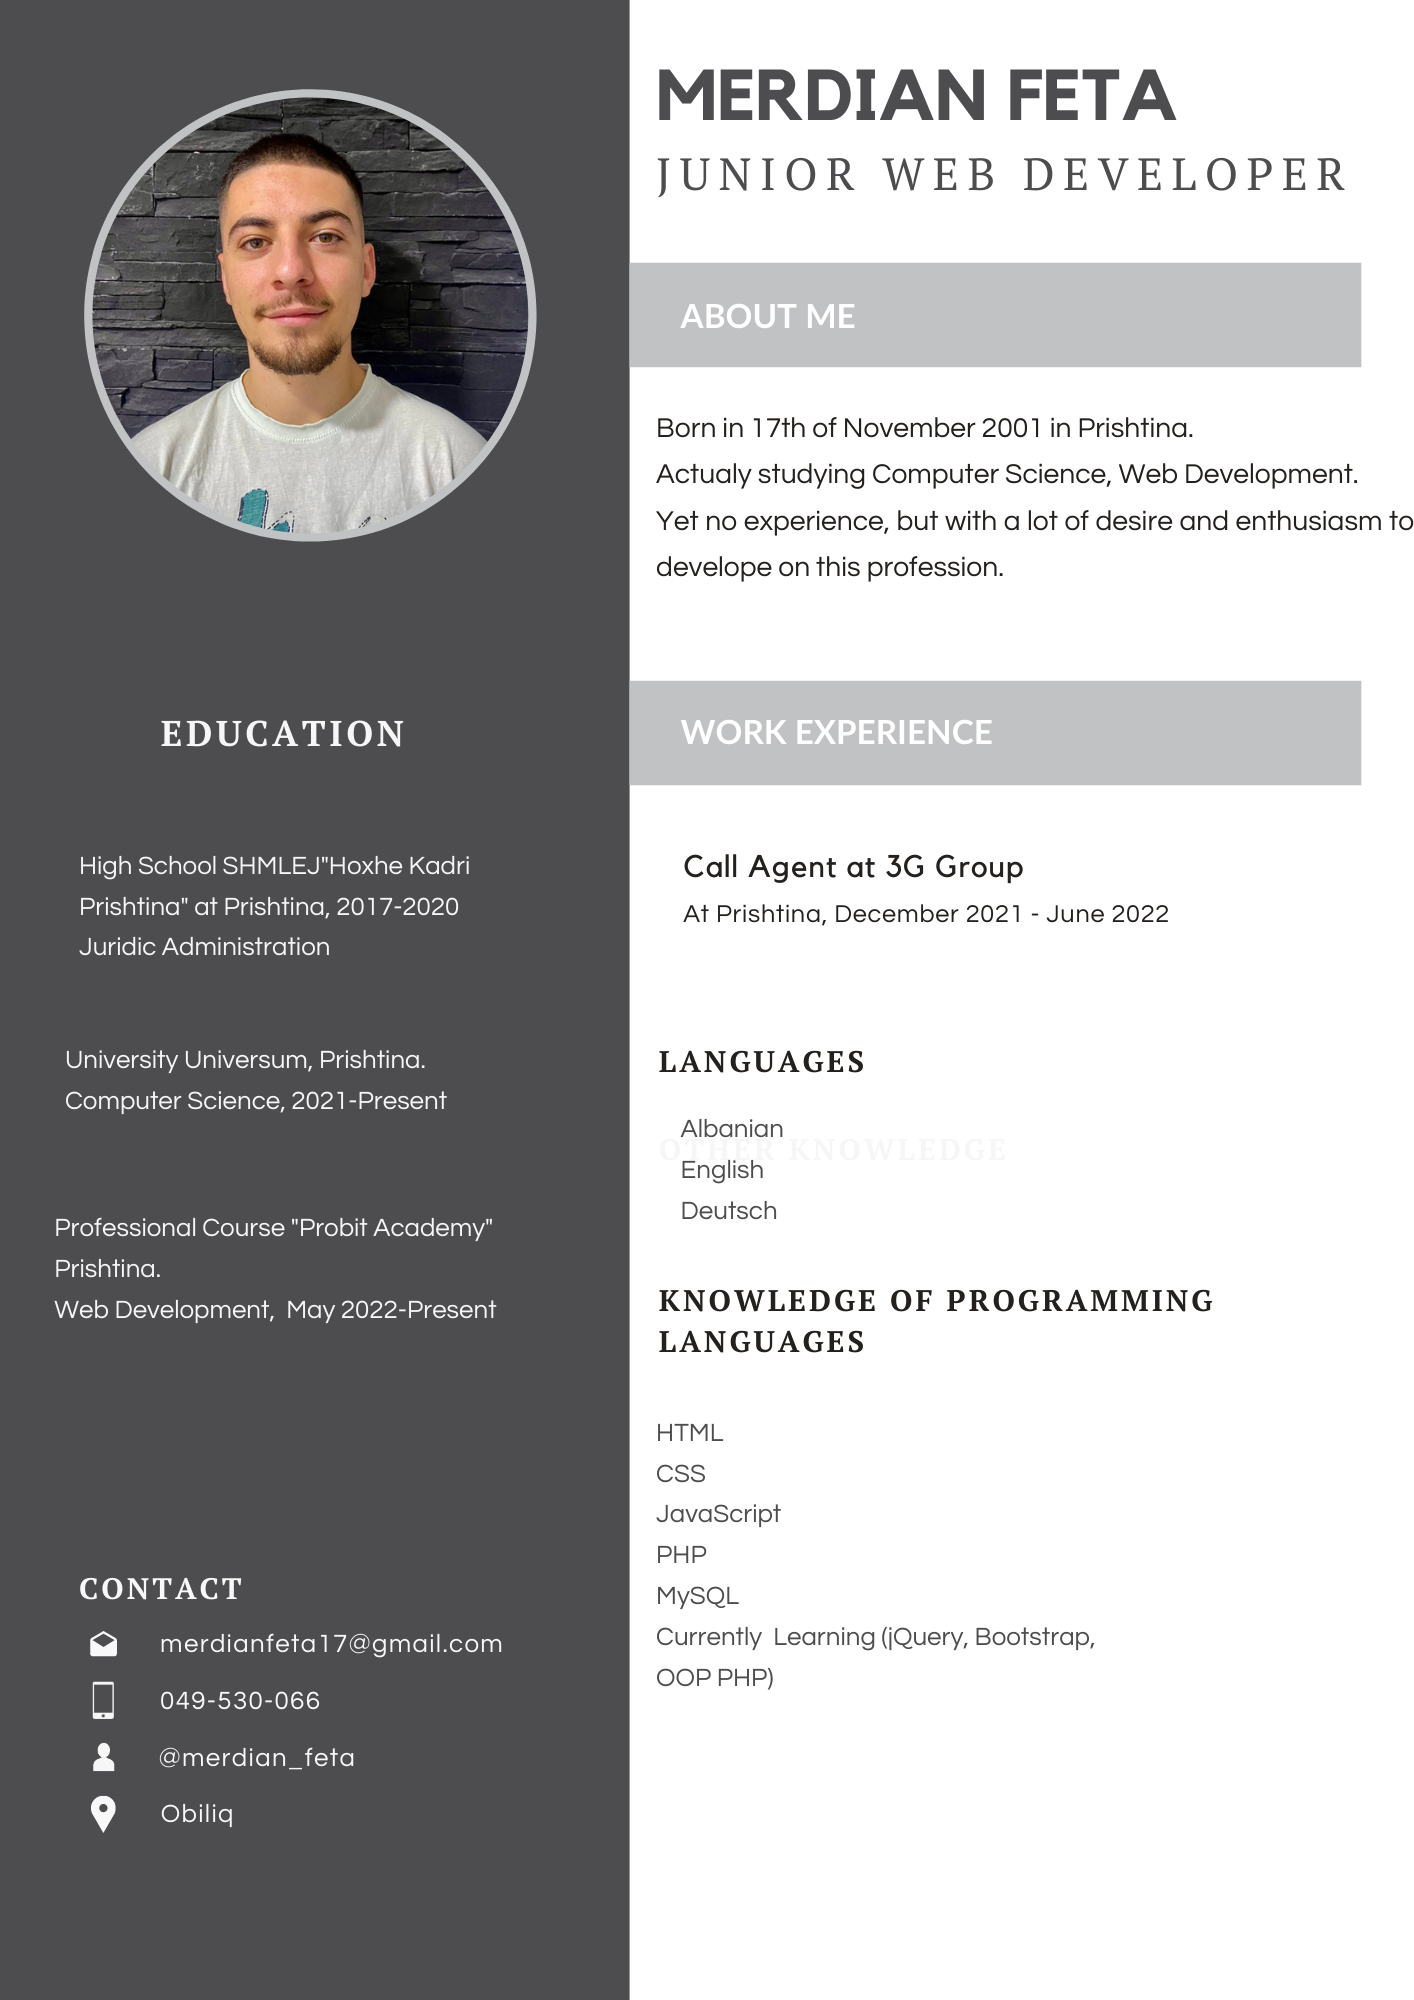 MERDIAN FETA
JUNIOR WEB DEVELOPER
ABOUT ME
Born in 17th of November 2001 in Prishtina.
Actualy studying Computer Science, Web Development.
Yet no experience, but with a lot of desire and enthusiasm to
develope on this profession.
EDUCATION
High School SHMLEJ"Hoxhe Kadri
Prishtina" at Prishtina, 2017-2020
Juridic Administration
University Universum, Prishtina.
Computer Science, 2021-Present
Professional Course "Probit Academy"
Prishtina.
Web Development,  May 2022-Present
CONTACT
merdianfeta17@gmail.com
049-530-066
@merdian_feta
Obiliq
WORK EXPERIENCE
Call Agent at 3G Group
At Prishtina, December 2021 - June 2022
LANGUAGES
Albanian
OTHER KNOWLEDGE
English
Deutsch
KNOWLEDGE OF PROGRAMMING
LANGUAGES
HTML
CSS
JavaScript
PHP
MySQL
Currently  Learning (jQuery, Bootstrap,
OOP PHP)